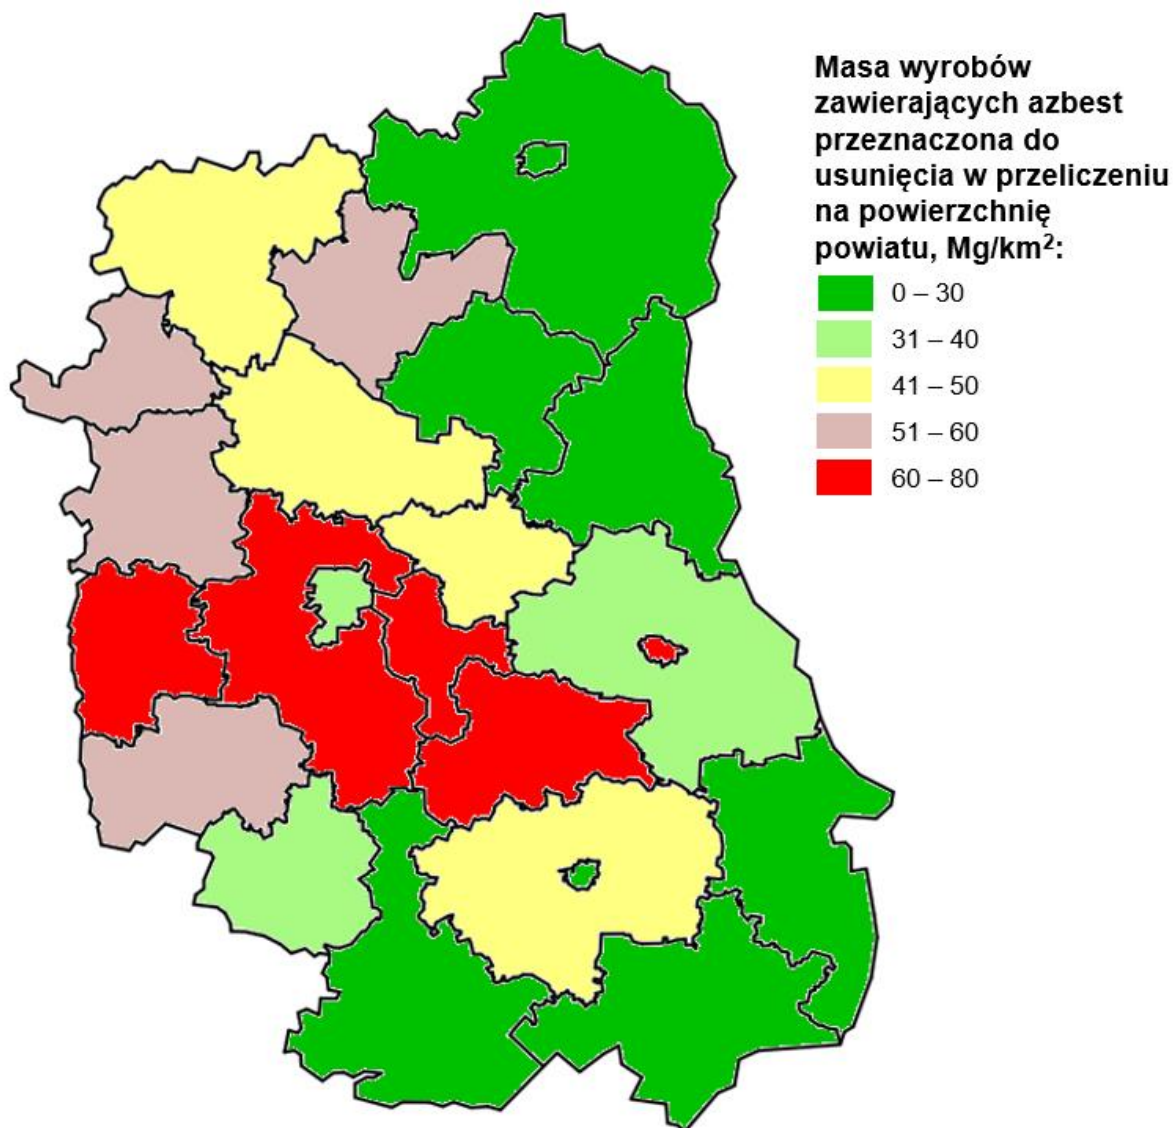 Masa wyrobów
zawierających azbest
przeznaczona do
usunięcia w przeliczeniu
na powierzchnię
powiatu, Mg/km²:
0 – 30
31 – 40
41 – 50
51 – 60
60 – 80